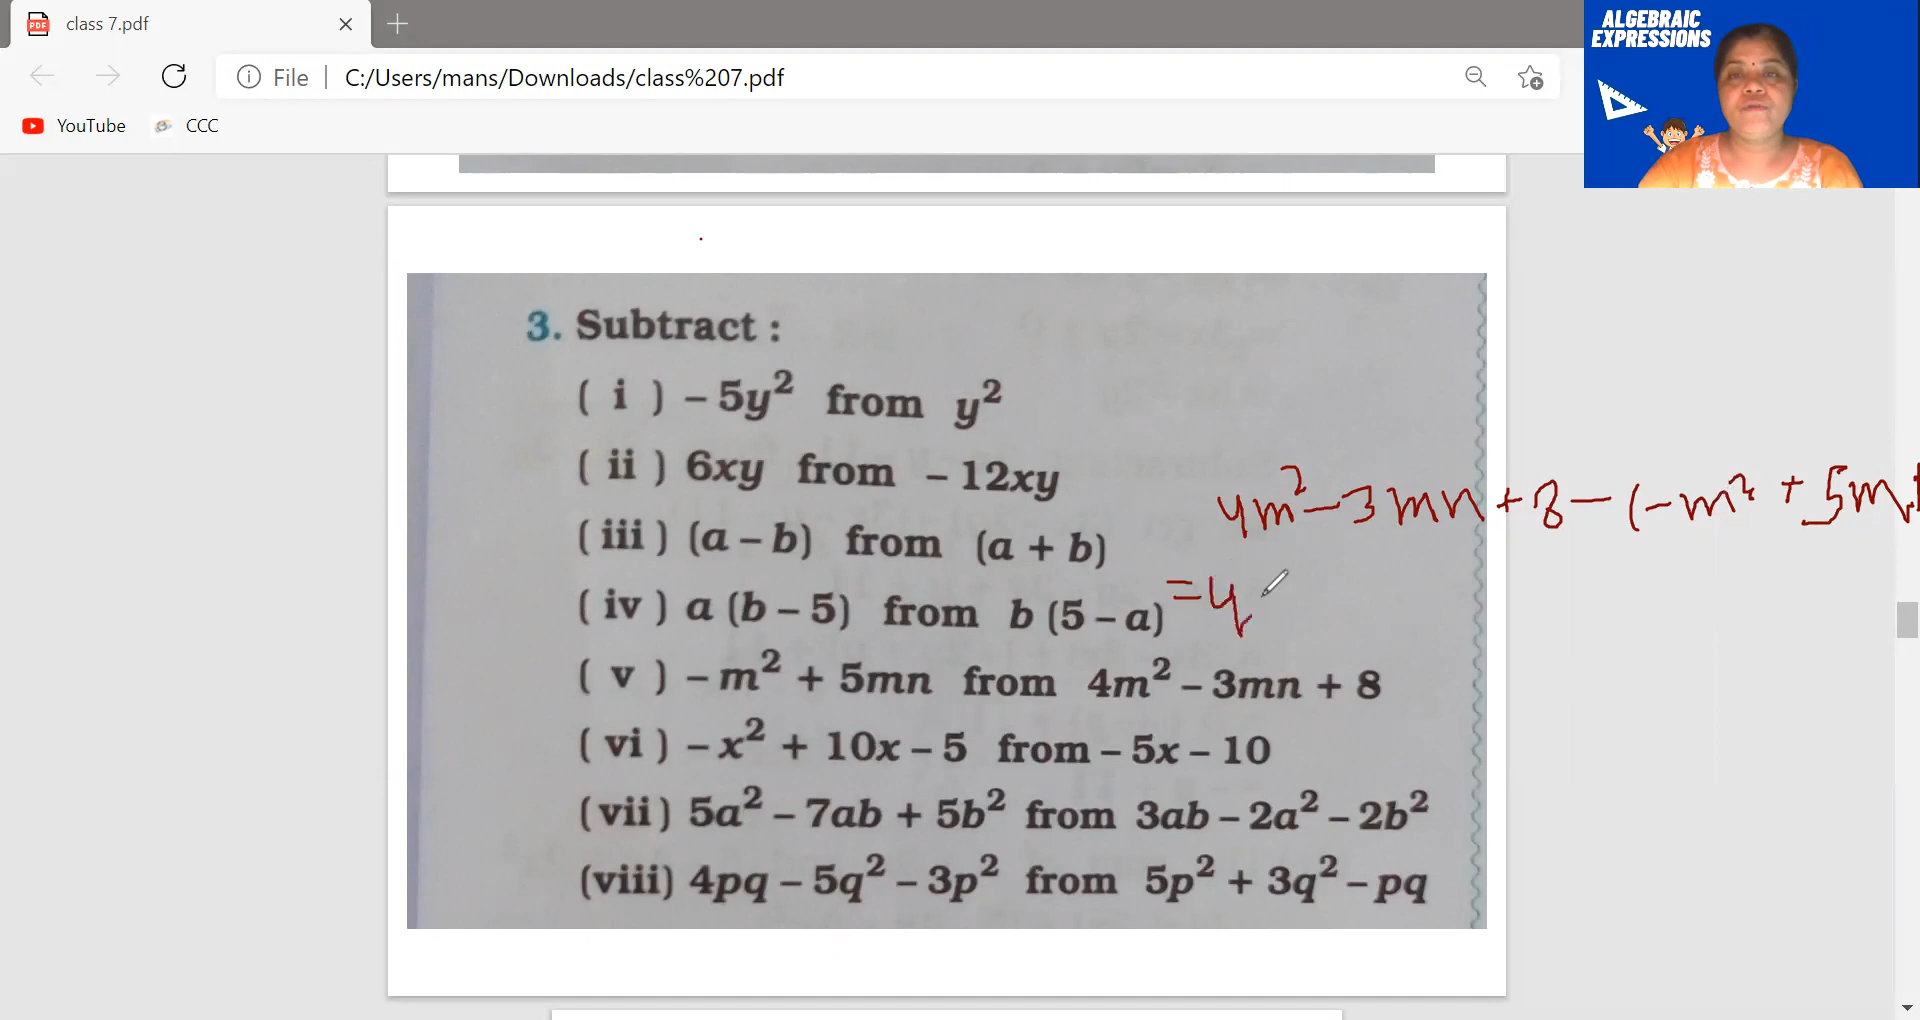 class 7.pdf
File | C:/Users/mans/Downloads/class%207.pdf
YouTube CCC
ALGEBRAIC
EXPRESSIONS
3. Subtract :
( i ) – 5y² from y²
( ii ) 6xy from – 12xy
( iii ) (a – b) from (a + b)
( iv ) a (b – 5) from b (5 – a)
( v ) – m² + 5mn from 4m² – 3mn + 8
( vi ) – x² + 10x – 5 from – 5x – 10
( vii ) 5a² – 7ab + 5b² from 3ab – 2a² – 2b²
(viii) 4pq – 5q² – 3p² from 5p² + 3q² – pq
4m² – 3mn + 8 – (– m² + 5m
= 4